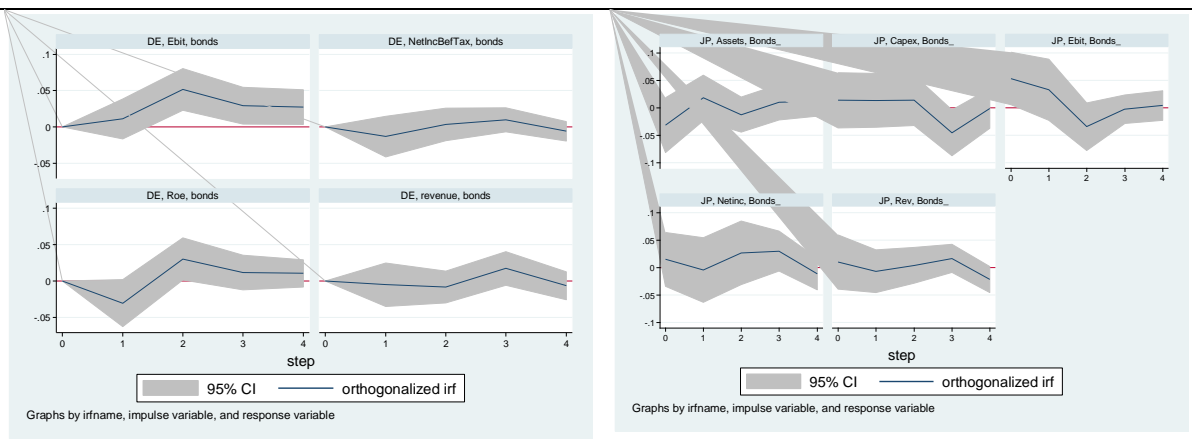 DE, Ebit, bonds
DE, NetIncBefTax, bonds
.1
.05
0
-.05
DE, Roe, bonds
DE, revenue, bonds
.1
.05
0
-.05
0 1 2 3 4
0 1 2 3 4
step
95% CI
orthogonalized irf
Graphs by irfname, impulse variable, and response variable
JP, Assets, Bonds_
JP, Capex, Bonds_
JP, Ebit, Bonds_
.1
.05
0
-.05
-.1
0 1 2 3 4
JP, Netinc, Bonds_
JP, Rev, Bonds_
.1
.05
0
-.05
-.1
0 1 2 3 4
0 1 2 3 4
step
95% CI
orthogonalized irf
Graphs by irfname, impulse variable, and response variable